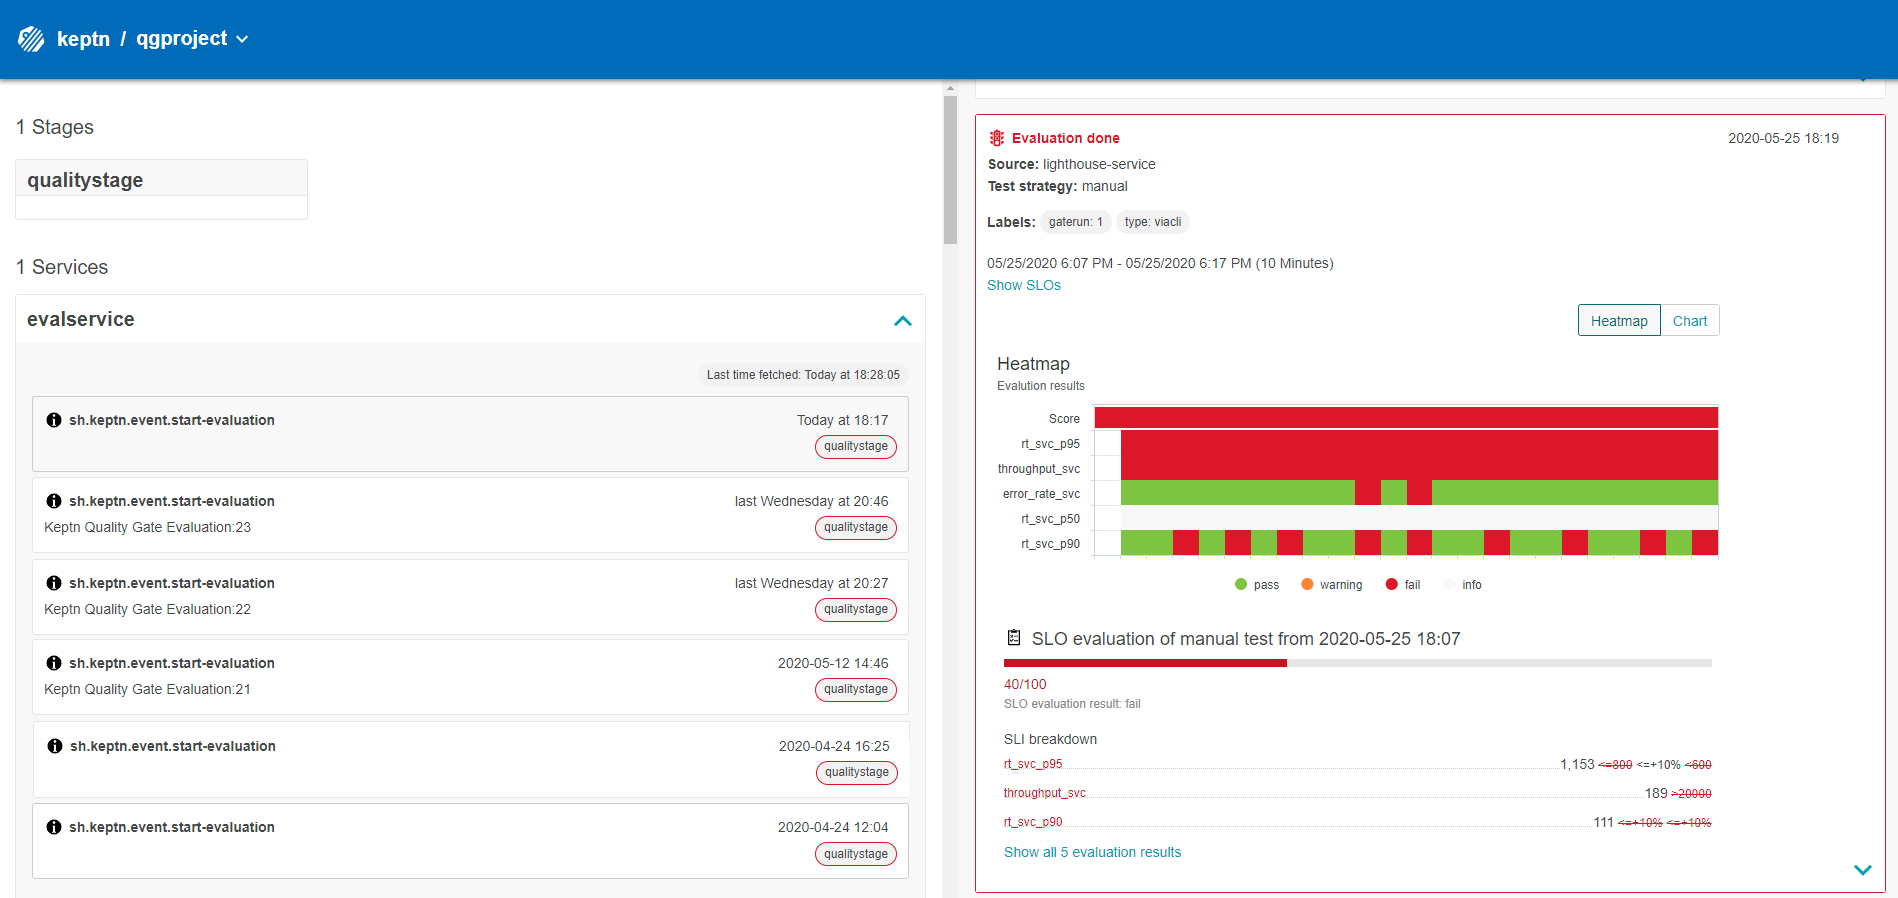 keptn / qgproject
1 Stages
qualitystage
1 Services
evalservice
Last time fetched: Today at 18:28:05
sh.keptn.event.start-evaluation
Today at 18:17
qualitystage
sh.keptn.event.start-evaluation
last Wednesday at 20:46
Keptn Quality Gate Evaluation:23
qualitystage
sh.keptn.event.start-evaluation
last Wednesday at 20:27
Keptn Quality Gate Evaluation:22
qualitystage
sh.keptn.event.start-evaluation
2020-05-12 14:46
Keptn Quality Gate Evaluation:21
qualitystage
sh.keptn.event.start-evaluation
2020-04-24 16:25
qualitystage
sh.keptn.event.start-evaluation
2020-04-24 12:04
qualitystage
Evaluation done
2020-05-25 18:19
Source: lighthouse-service
Test strategy: manual
Labels: gaterun: 1 type: viacli
05/25/2020 6:07 PM - 05/25/2020 6:17 PM (10 Minutes)
Show SLOs
Heatmap Chart
Heatmap
Evalution results
Score
rt_svc_p95
throughput_svc
error_rate_svc
rt_svc_p50
rt_svc_p90
pass warning fail info
SLO evaluation of manual test from 2020-05-25 18:07
40/100
SLO evaluation result: fail
SLI breakdown
rt_svc_p95 1,153 <=800 <=+10% <600
throughput_svc 189 >20000
rt_svc_p90 111 <=+10% <=+10%
Show all 5 evaluation results